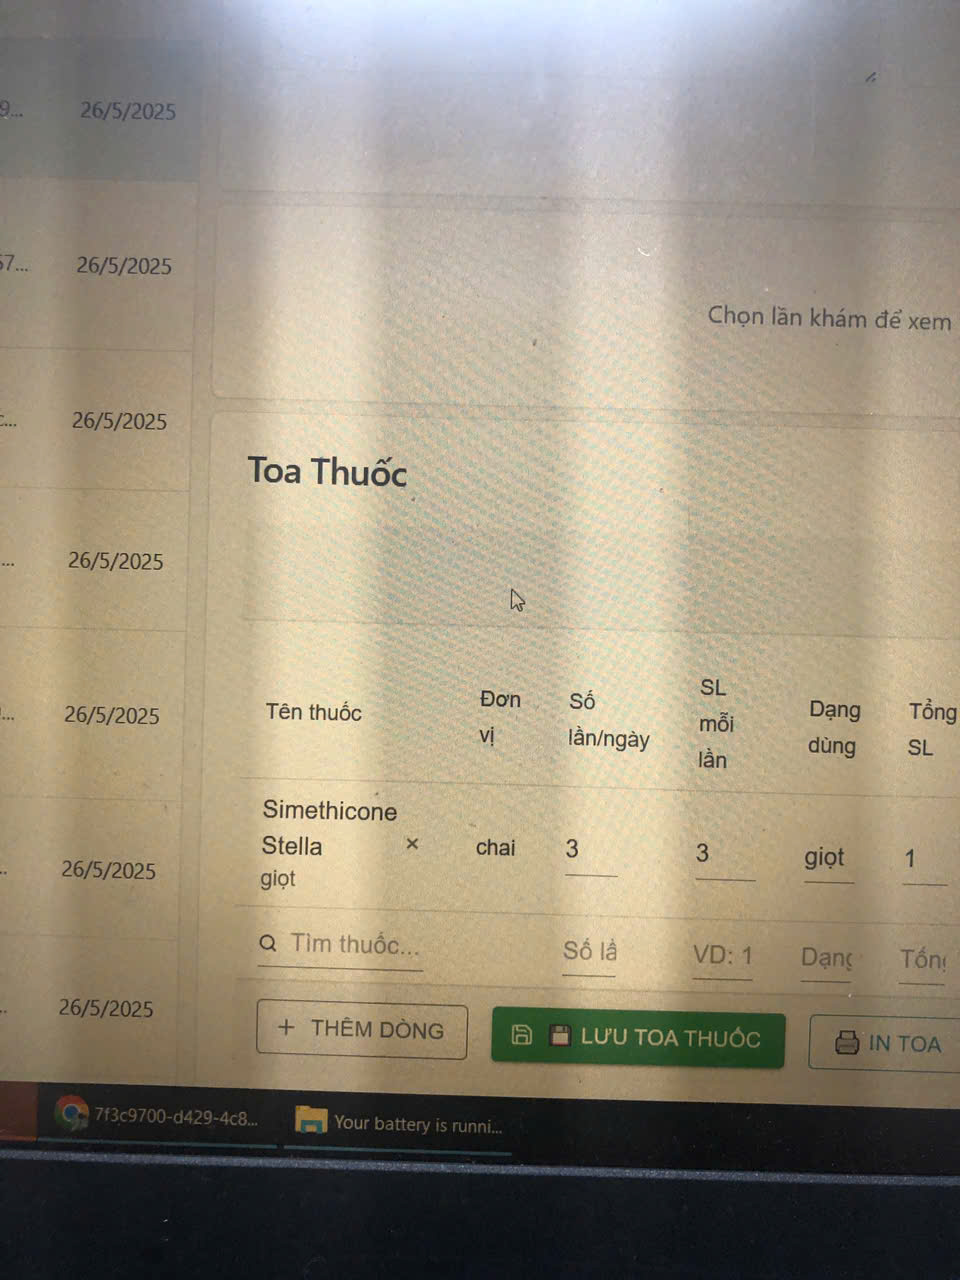 9... 26/5/2025
57... 26/5/2025
Chọn lần khám để xem
... 26/5/2025
Toa Thuốc
... 26/5/2025
... 26/5/2025
Tên thuốc Đơn vị Số lần/ngày SL mỗi lần Dạng dùng Tổng SL
Simethicone
Stella × chai 3 3 giọt 1
giọt
26/5/2025
Tìm thuốc... Số lầ VD: 1 Dạng Tổng
26/5/2025
+ THÊM DÒNG LƯU TOA THUỐC IN TOA
7f3c9700-d429-4c8... Your battery is runni...